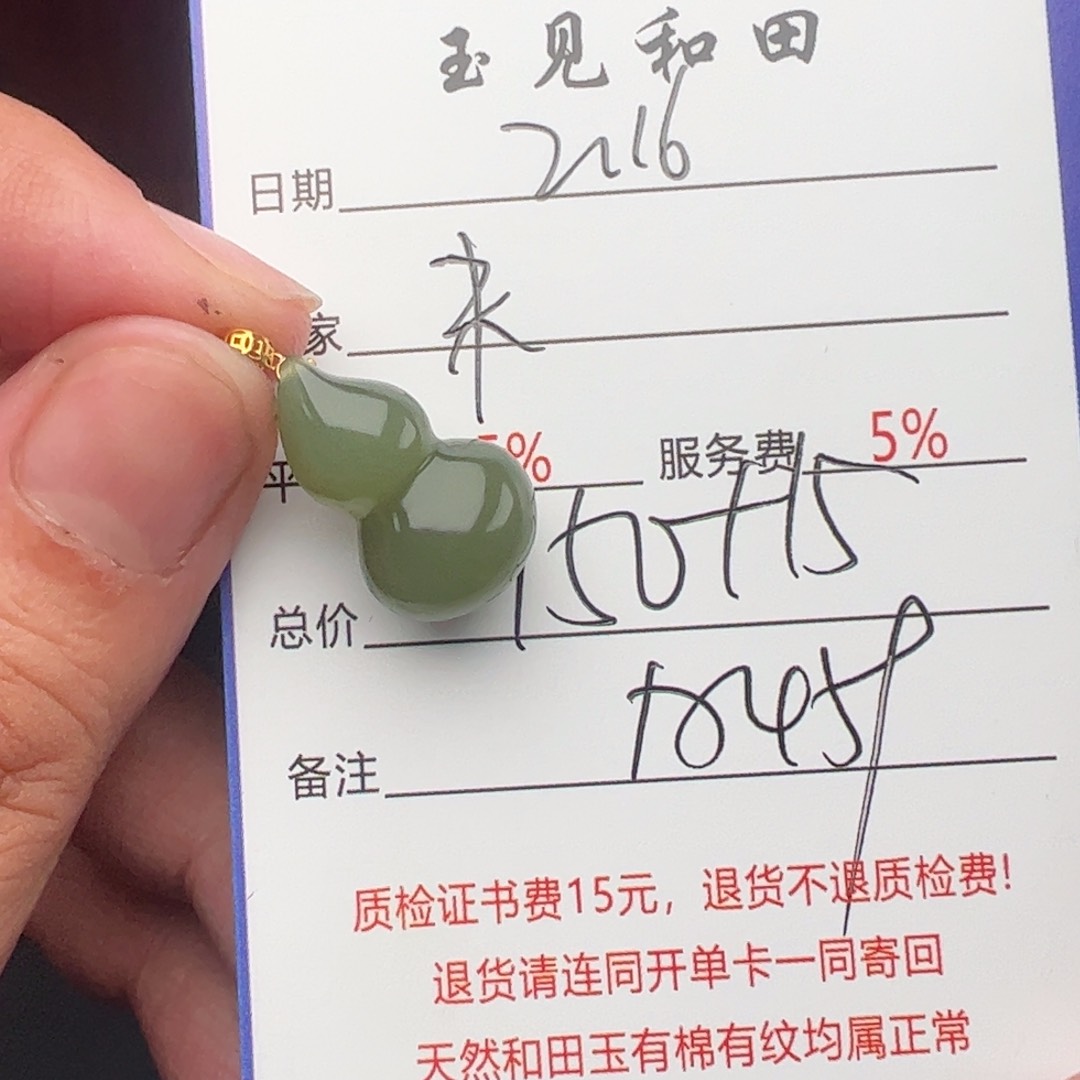 玉见和田
日期
家
平 5% 服务费 5%
总价 150+15
备注
质检证书费15元，退货不退质检费！
退货请连同开单卡一同寄回
天然和田玉有棉有纹均属正常